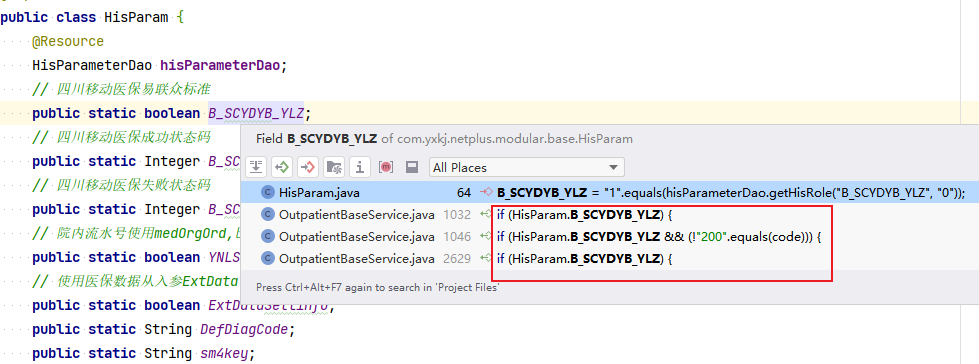 public class HisParam {
@Resource
HisParameterDao hisParameterDao;
// 四川移动医保易联众标准
public static boolean B_SCYDYB_YLZ;
// 四川移动医保成功状态码
public static Integer B_SC
// 四川移动医保失败状态码
public static Integer B_SC
// 院内流水号使用medOrgOrd,
public static boolean YNLS
// 使用医保数据从入参ExtData
public static boolean ExtDataSetlinfo;
public static String DefDiagCode;
public static String sm4key;
Field B_SCYDYB_YLZ of com.yxkj.netplus.modular.base.HisParam
All Places
HisParam.java 64 B_SCYDYB_YLZ = "1".equals(hisParameterDao.getHisRole("B_SCYDYB_YLZ", "0"));
OutpatientBaseService.java 1032 if (HisParam.B_SCYDYB_YLZ) {
OutpatientBaseService.java 1046 if (HisParam.B_SCYDYB_YLZ && (!"200".equals(code))) {
OutpatientBaseService.java 2629 if (HisParam.B_SCYDYB_YLZ) {
Press Ctrl+Alt+F7 again to search in 'Project Files'